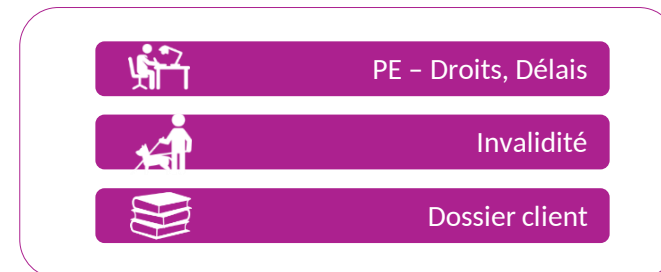 PE – Droits, Délais
Invalidité
Dossier client